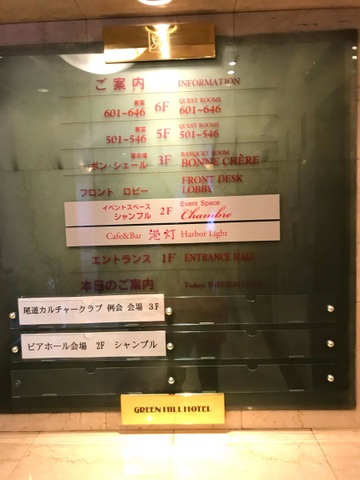 ご案内 INFORMATION
客室 6F GUEST ROOMS
601~646 601~646
客室 5F GUEST ROOMS
501~546 501~546
宴会場 3F BANQUET ROOM
ボン・シェール BONNE CHÈRE
フロント ロビー FRONT DESK LOBBY
イベントスペース 2F Event Space
シャンブル Chambre
Cafe&Bar 港灯 Harbor Light
エントランス 1F ENTRANCE HALL
本日のご案内 Today INFORMATION
尾道カルチャークラブ 例会 会場 3F
ビアホール会場 2F シャンブル
GREEN HILL HOTEL